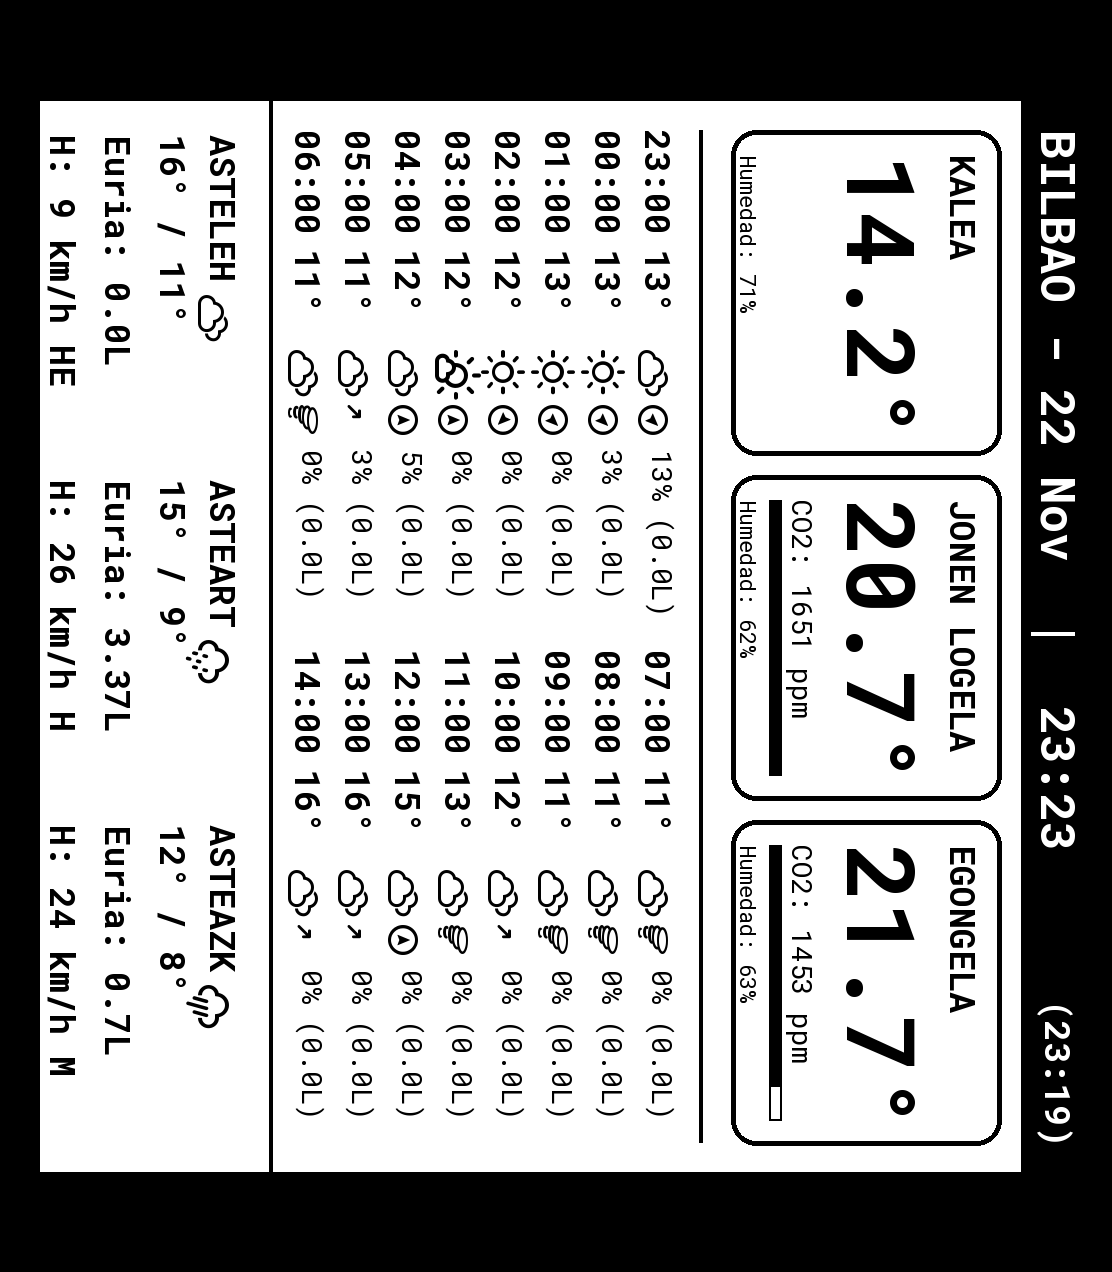 BILBAO - 22 Nov | 23:23 (23:19)
KALEA
14.2°
Humedad: 71%
JONEN LOGELA
20.7°
CO2: 1651 ppm
Humedad: 62%
EGONGELA
21.7°
CO2: 1453 ppm
Humedad: 63%
23:00 13° 13% (0.0L)
00:00 13° 3% (0.0L)
01:00 13° 0% (0.0L)
02:00 12° 0% (0.0L)
03:00 12° 0% (0.0L)
04:00 12° 5% (0.0L)
05:00 11° 3% (0.0L)
06:00 11° 0% (0.0L)
07:00 11° 0% (0.0L)
08:00 11° 0% (0.0L)
09:00 11° 0% (0.0L)
10:00 12° 0% (0.0L)
11:00 13° 0% (0.0L)
12:00 15° 0% (0.0L)
13:00 16° 0% (0.0L)
14:00 16° 0% (0.0L)
ASTELEH
16° / 11°
Euria: 0.0L
H: 9 km/h HE
ASTEART
15° / 9°
Euria: 3.37L
H: 26 km/h H
ASTEAZK
12° / 8°
Euria: 0.7L
H: 24 km/h M